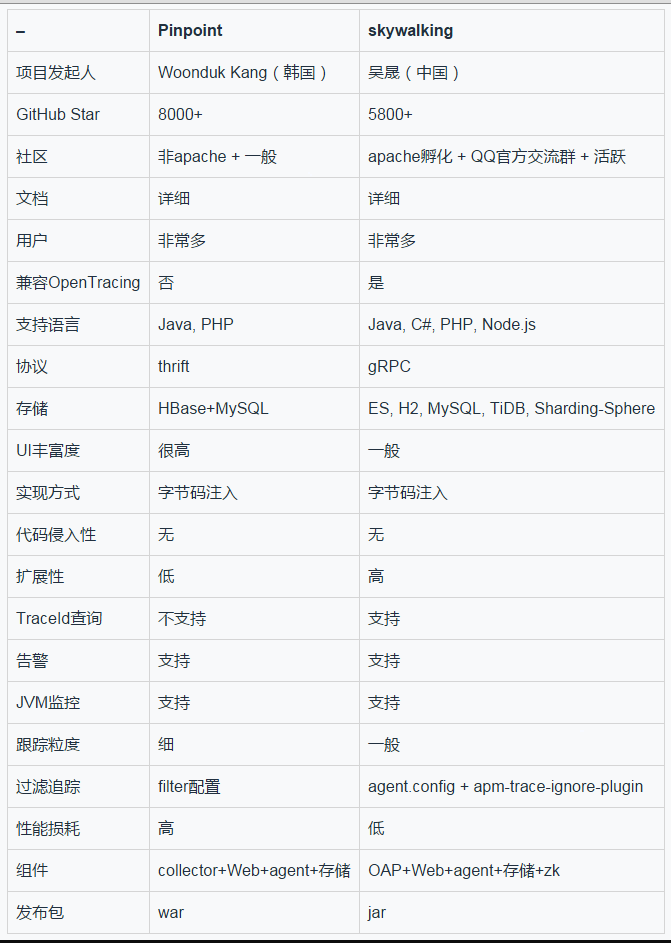 – Pinpoint skywalking
项目发起人 Woonduk Kang（韩国） 吴晟（中国）
GitHub Star 8000+ 5800+
社区 非apache + 一般 apache孵化 + QQ官方交流群 + 活跃
文档 详细 详细
用户 非常多 非常多
兼容OpenTracing 否 是
支持语言 Java, PHP Java, C#, PHP, Node.js
协议 thrift gRPC
存储 HBase+MySQL ES, H2, MySQL, TiDB, Sharding-Sphere
UI丰富度 很高 一般
实现方式 字节码注入 字节码注入
代码侵入性 无 无
扩展性 低 高
TraceId查询 不支持 支持
告警 支持 支持
JVM监控 支持 支持
跟踪粒度 细 一般
过滤追踪 filter配置 agent.config + apm-trace-ignore-plugin
性能损耗 高 低
组件 collector+Web+agent+存储 OAP+Web+agent+存储+zk
发布包 war jar